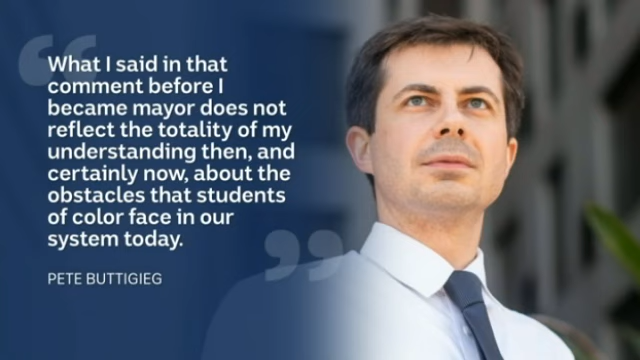 What I said in that
comment before I
became mayor does not
reflect the totality of my
understanding then, and
certainly now, about the
obstacles that students
of color face in our
system today.
PETE BUTTIGIEG